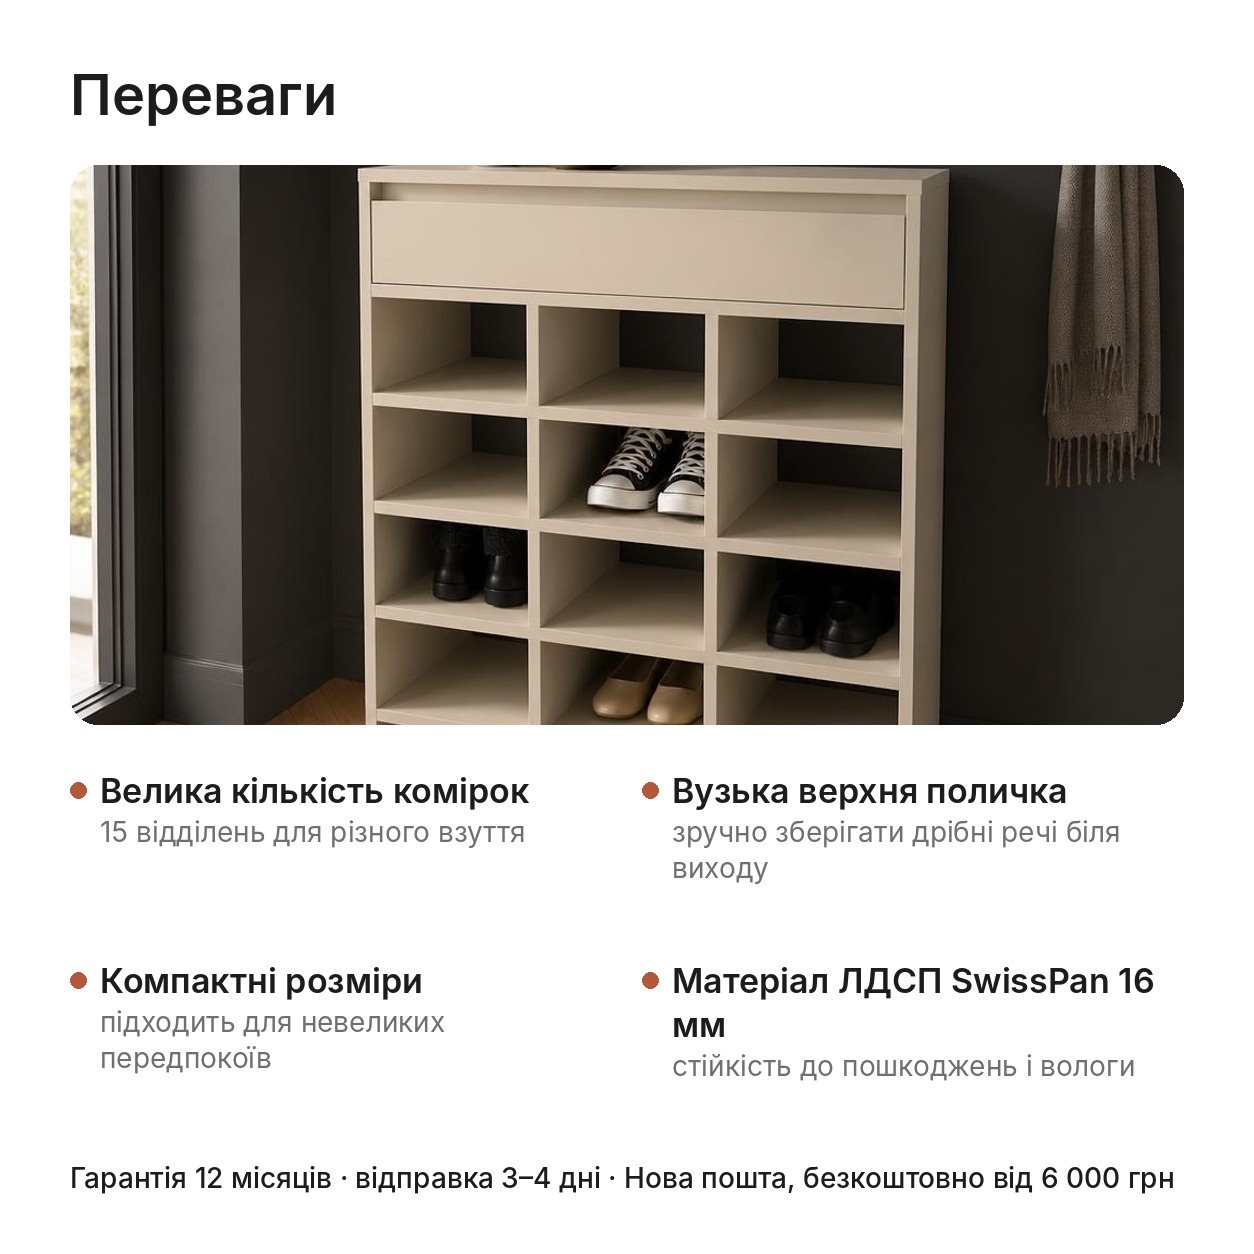 Переваги
Велика кількість комірок
15 відділень для різного взуття
Вузька верхня поличка
зручно зберігати дрібні речі біля
виходу
Компактні розміри
підходить для невеликих
передпокоїв
Матеріал ЛДСП SwissPan 16
мм
стійкість до пошкоджень і вологи
Гарантія 12 місяців · відправка 3–4 дні · Нова пошта, безкоштовно від 6 000 грн